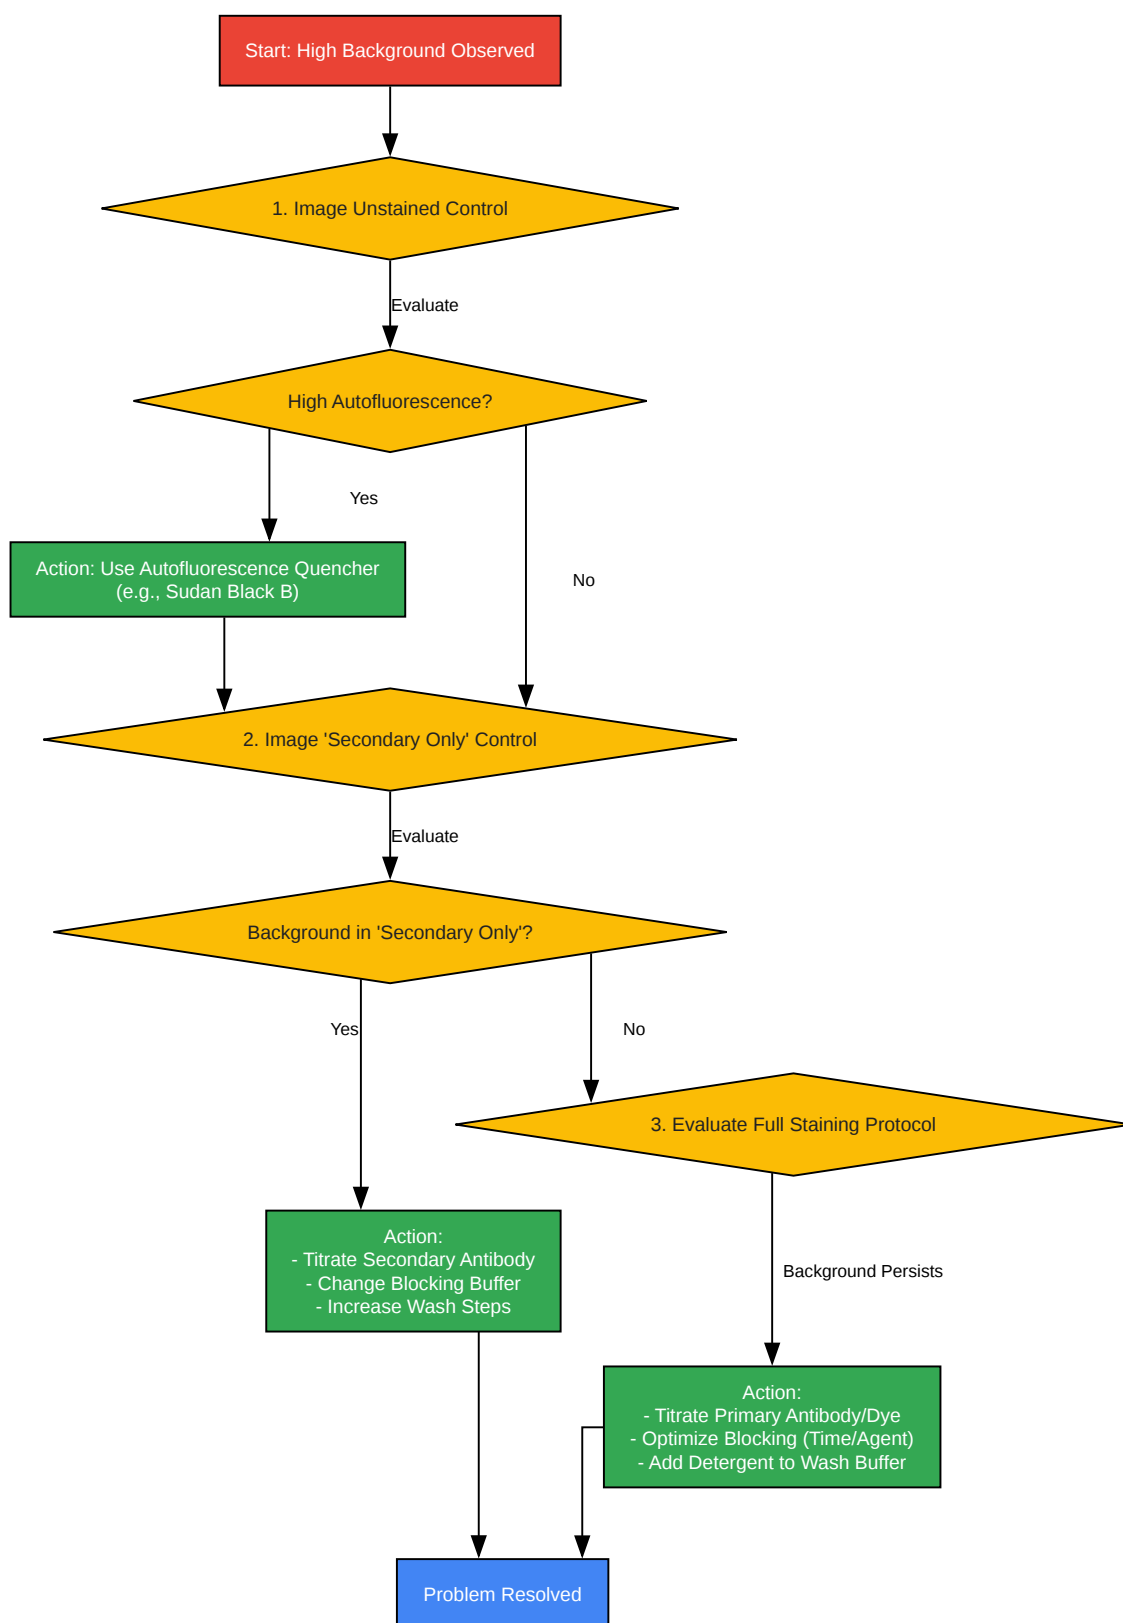 Start: High Background Observed
1. Image Unstained Control
Evaluate
High Autofluorescence?
Yes
Action: Use Autofluorescence Quencher
(e.g., Sudan Black B)
No
2. Image 'Secondary Only' Control
Evaluate
Background in 'Secondary Only'?
Yes
No
3. Evaluate Full Staining Protocol
Action:
- Titrate Secondary Antibody
- Change Blocking Buffer
- Increase Wash Steps
Background Persists
Action:
- Titrate Primary Antibody/Dye
- Optimize Blocking (Time/Agent)
- Add Detergent to Wash Buffer
Problem Resolved